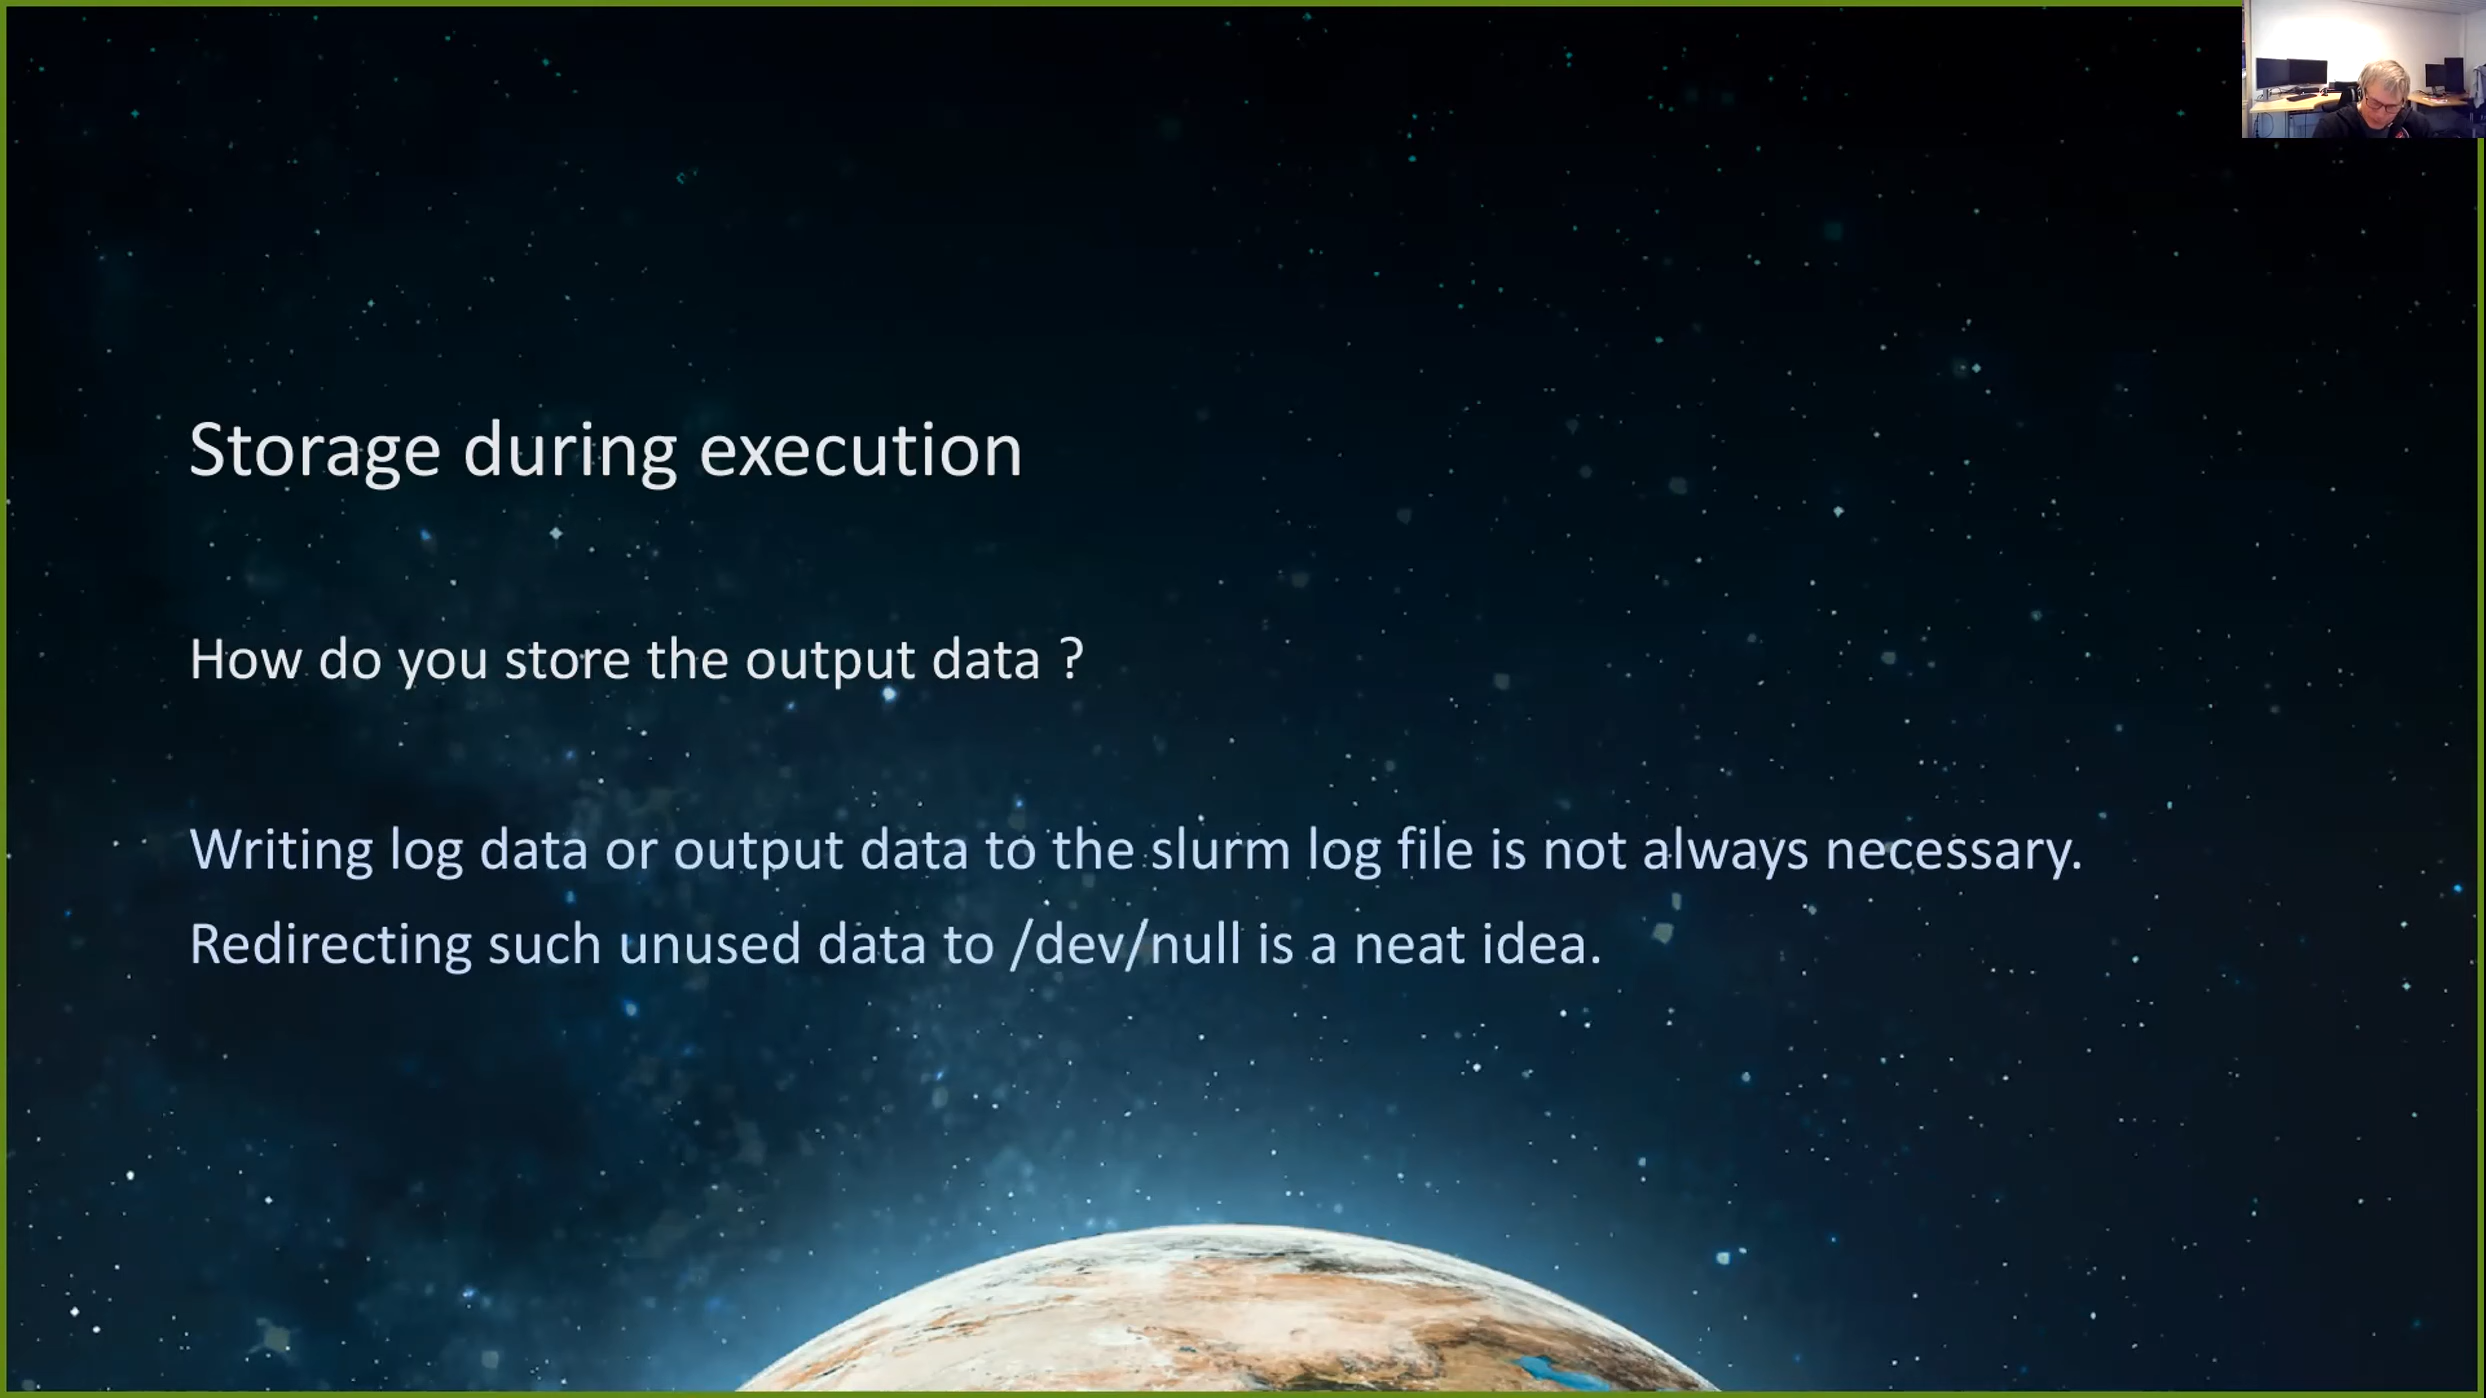 Storage during execution
How do you store the output data ?
Writing log data or output data to the slurm log file is not always necessary.
Redirecting such unused data to /dev/null is a neat idea.